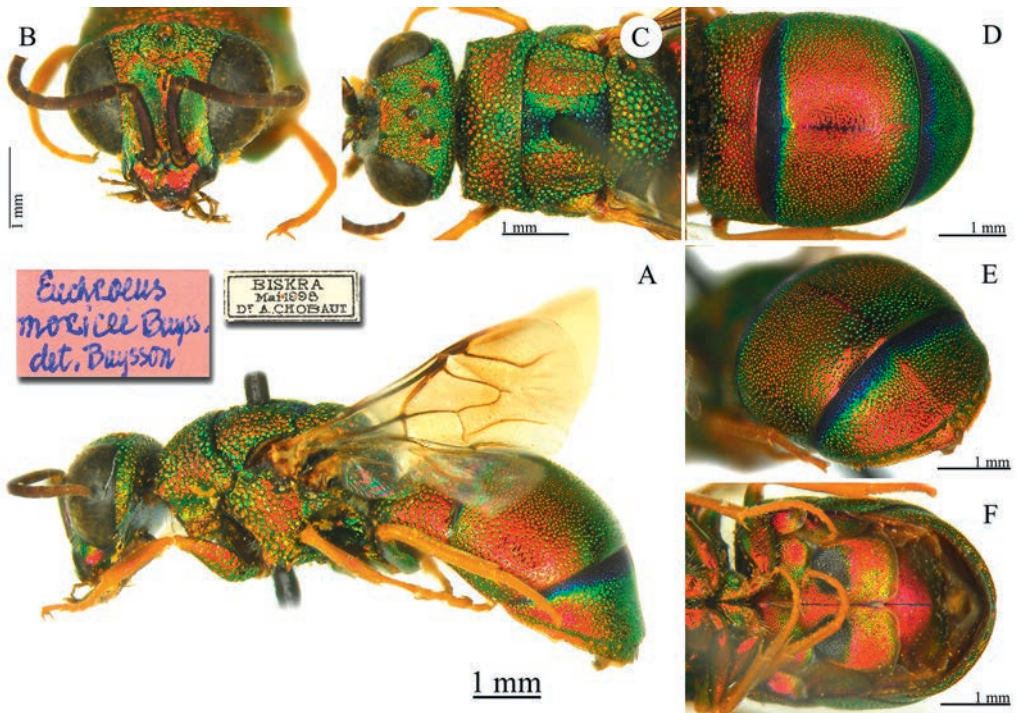 B
1 mm
C
1 mm
D
1 mm
Euchroeus
moricei Buyss.
det. Buysson
BISKRA
Mai 1998
Dr A. CHOBAUT
A
1 mm
E
1 mm
F
1 mm